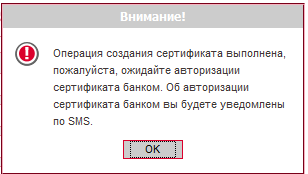 Внимание!
Операция создания сертификата выполнена,
пожалуйста, ожидайте авторизации
сертификата банком. Об авторизации
сертификата банком вы будете уведомлены
по SMS.
OK